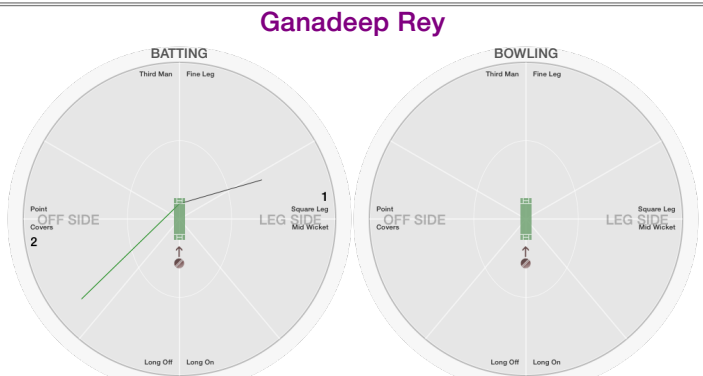 Ganadeep Rey
BATTING
Third Man Fine Leg
1
Point
Square Leg
OFF SIDE
LEG SIDE
Covers
Mid Wicket
2
Long Off Long On
BOWLING
Third Man Fine Leg
Point
Square Leg
OFF SIDE
LEG SIDE
Covers
Mid Wicket
Long Off Long On